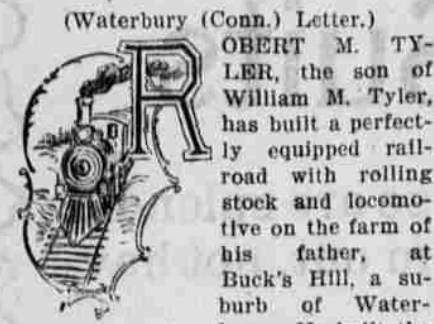 (Waterbury (Conn.) Letter.)
ROBERT M. TY-
LER, the son of
William M. Tyler,
has built a perfect-
ly equipped rail-
road with rolling
stock and locomo-
tive on the farm of
his father, at
Buck's Hill, a su-
burb of Water-